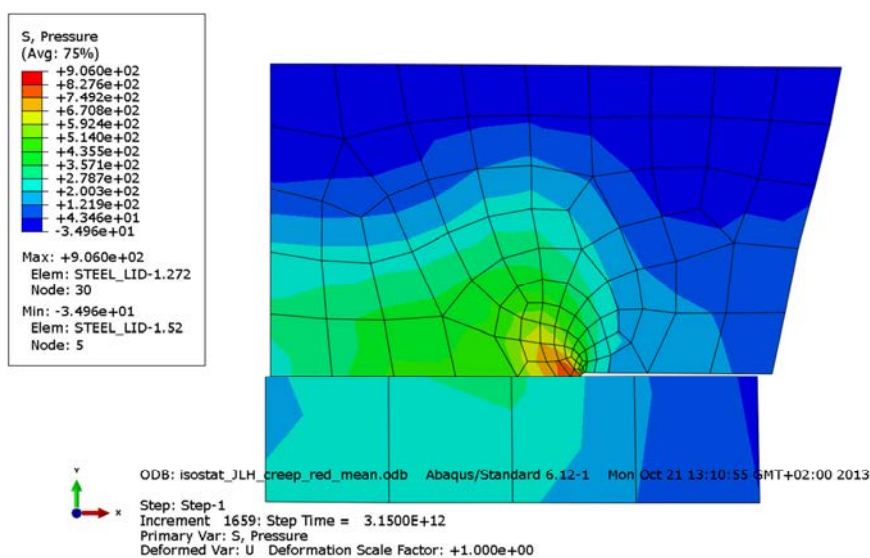 S, Pressure
(Avg: 75%)
+9.060e+02
+8.276e+02
+7.492e+02
+6.708e+02
+5.924e+02
+5.140e+02
+4.355e+02
+3.571e+02
+2.787e+02
+2.003e+02
+1.219e+02
+4.346e+01
-3.496e+01
Max: +9.060e+02
Elem: STEEL_LID-1.272
Node: 30
Min: -3.496e+01
Elem: STEEL_LID-1.52
Node: 5
Y
X
ODB: isostat_JLH_creep_red_mean.odb Abaqus/Standard 6.12-1 Mon Oct 21 13:10:55 GMT+02:00 2013
Step: Step-1
Increment 1659: Step Time = 3.1500E+12
Primary Var: S, Pressure
Deformed Var: U Deformation Scale Factor: +1.000e+00